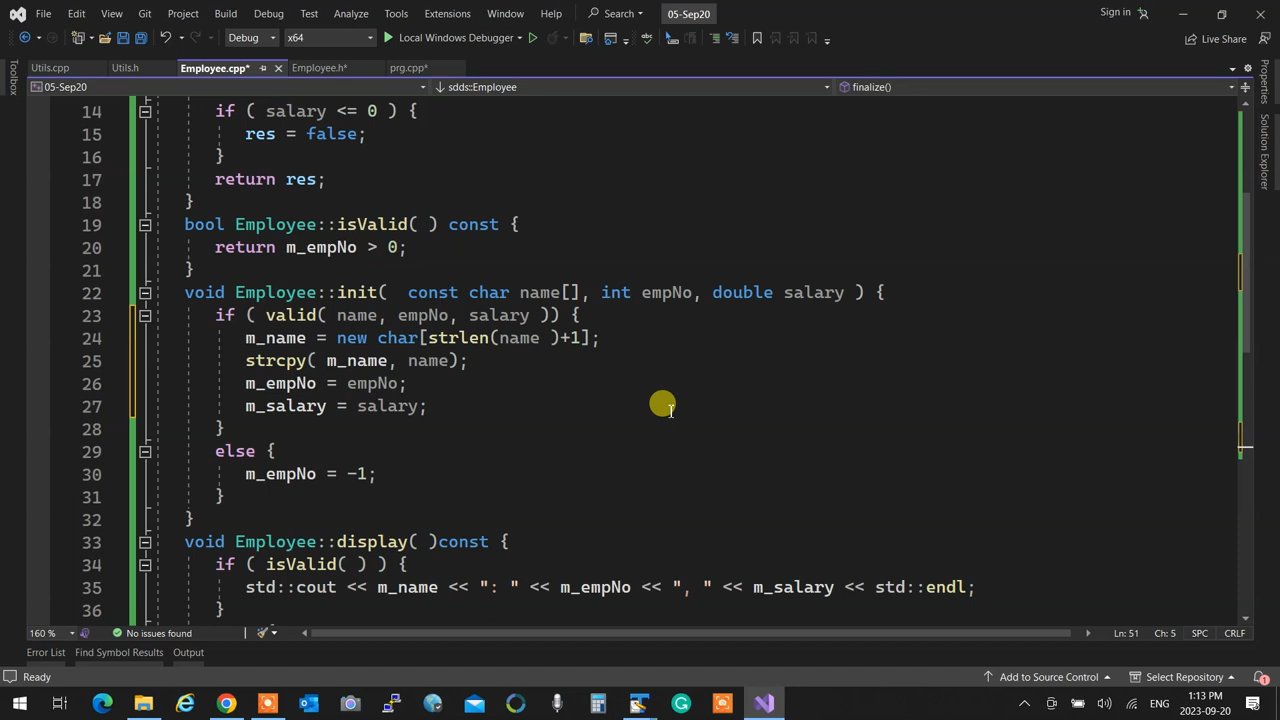 File Edit View Git Project Build Debug Test Analyze Tools Extensions Window Help Search 05-Sep20 Sign in
Debug x64 Local Windows Debugger Live Share
Toolbox
Utils.cpp Utils.h Employee.cpp* Employee.h* prg.cpp*
05-Sep20 sdds::Employee finalize()
Properties
Solution Explorer
14 if ( salary <= 0 ) {
15 res = false;
16 }
17 return res;
18 }
19 bool Employee::isValid( ) const {
20 return m_empNo > 0;
21 }
22 void Employee::init(  const char name[], int empNo, double salary ) {
23 if ( valid( name, empNo, salary )) {
24 m_name = new char[strlen(name )+1];
25 strcpy( m_name, name);
26 m_empNo = empNo;
27 m_salary = salary;
28 }
29 else {
30 m_empNo = -1;
31 }
32 }
33 void Employee::display( )const {
34 if ( isValid( ) ) {
35 std::cout << m_name << ": " << m_empNo << ", " << m_salary << std::endl;
36 }
160 % No issues found Ln: 51 Ch: 5 SPC CRLF
Error List Find Symbol Results Output
Ready Add to Source Control Select Repository 1
ENG 1:13 PM
2023-09-20